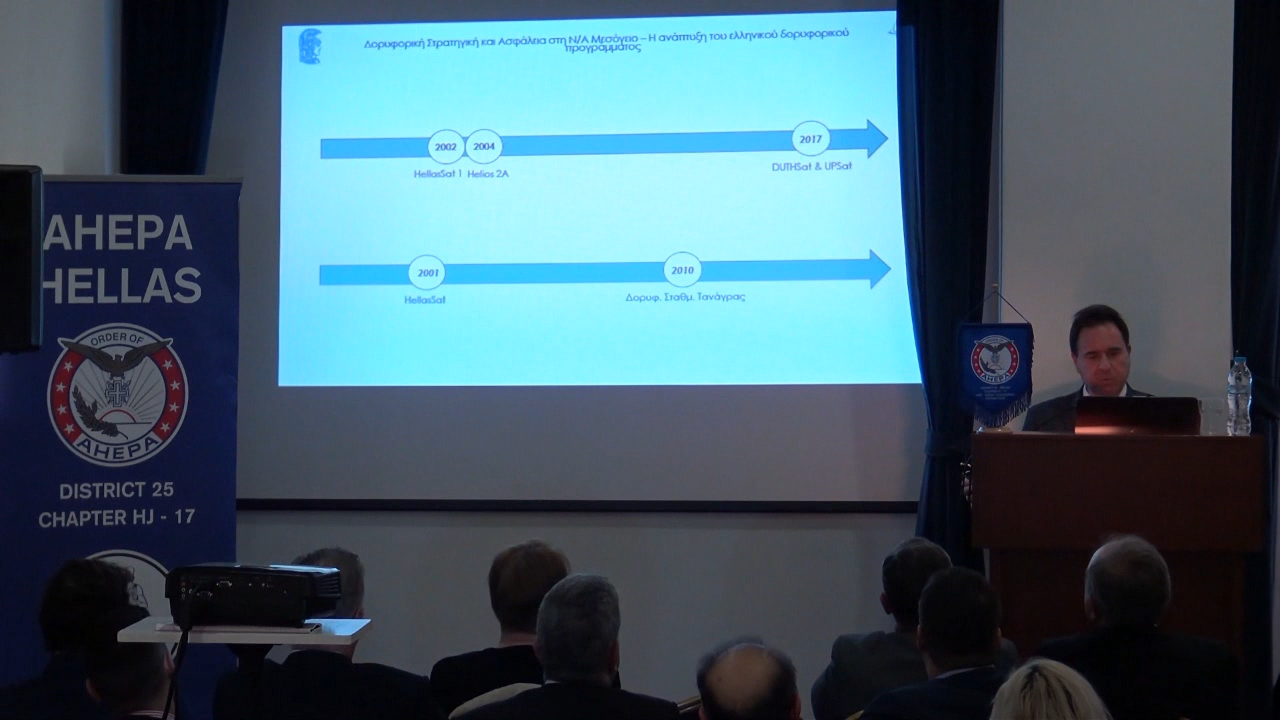 Δορυφορική Στρατηγική και Ασφάλεια στη Ν/Α Μεσόγειο – Η ανάπτυξη του ελληνικού δορυφορικού
προγράμματος
2002
2004
2017
HellasSat 1
Helios 2A
DUTHSat & UPSat
2001
2010
HellasSat
Δορυφ. Σταθμ. Τανάγρας
AHEPA
HELLAS
ORDER OF
AHEPA
DISTRICT 25
CHAPTER HJ - 17
AHEPA